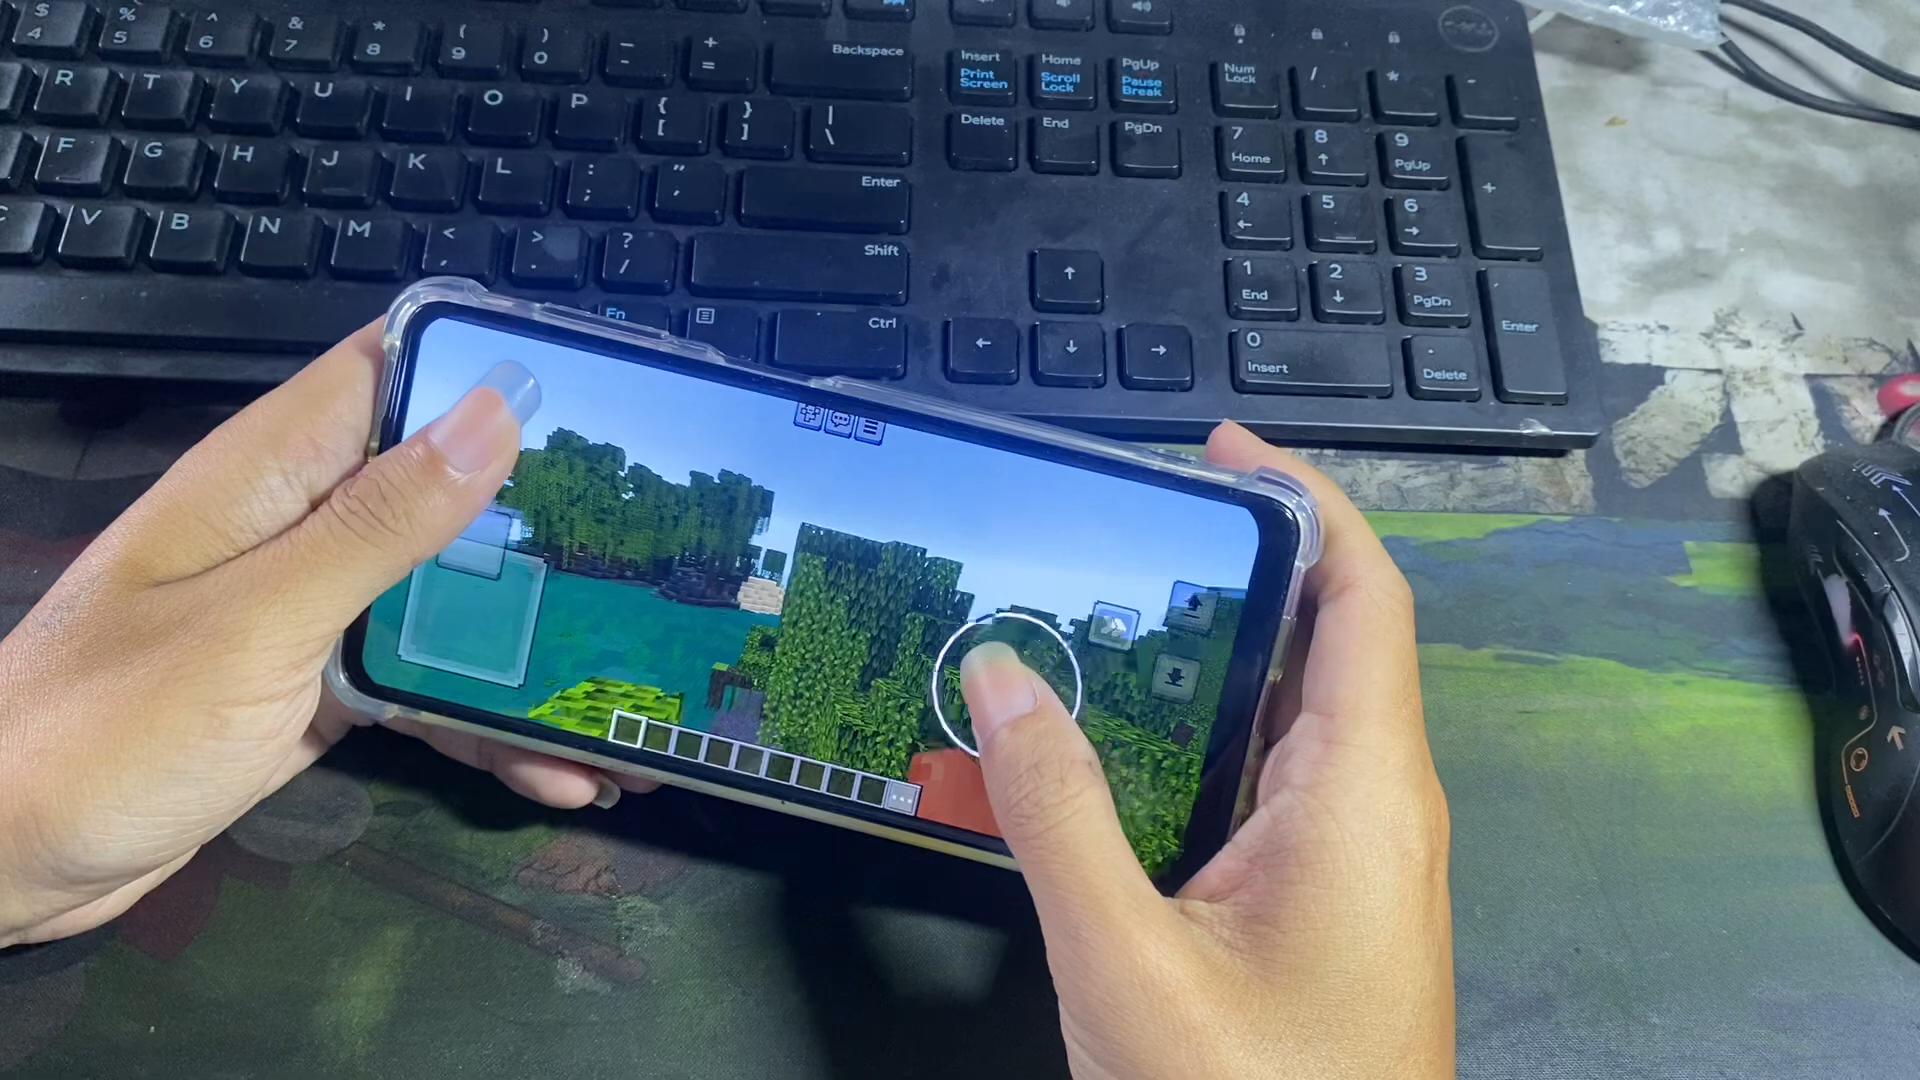 $ % ^ & * ( ) _ +
4 5 6 7 8 9 0 - = Backspace
Insert Home PgUp
Print Screen Scroll Lock Pause Break
Num Lock / * -
R T Y U I O P { } |
[ ] \
Delete End PgDn
7 8 9
Home ↑ PgUp +
F G H J K L : "
; ' Enter
4 5 6
← →
C V B N M < > ?
, . / Shift
↑
1 2 3
End ↓ PgDn Enter
Fn Ctrl
← ↓ →
0 .
Insert Delete